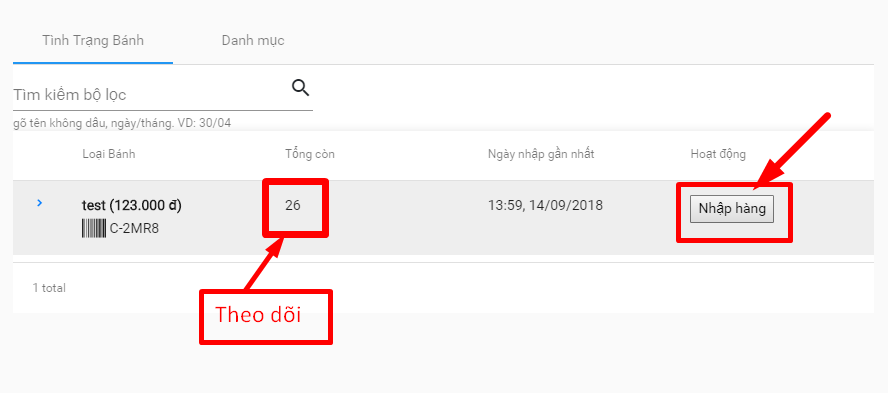 Tình Trạng Bánh Danh mục
Tìm kiếm bộ lọc
gõ tên không dấu, ngày/tháng. VD: 30/04
Loại Bánh Tổng còn Ngày nhập gần nhất Hoạt động
test (123.000 đ) 26 13:59, 14/09/2018 Nhập hàng
C-2MR8
1 total
Theo dõi